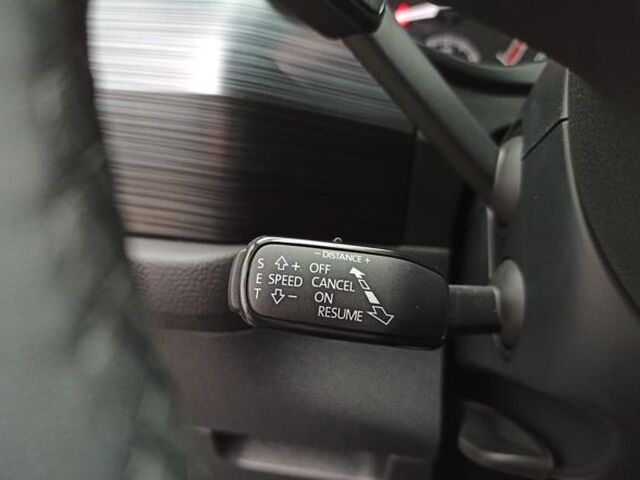 − DISTANCE +
S + OFF
E SPEED CANCEL
T − ON
RESUME